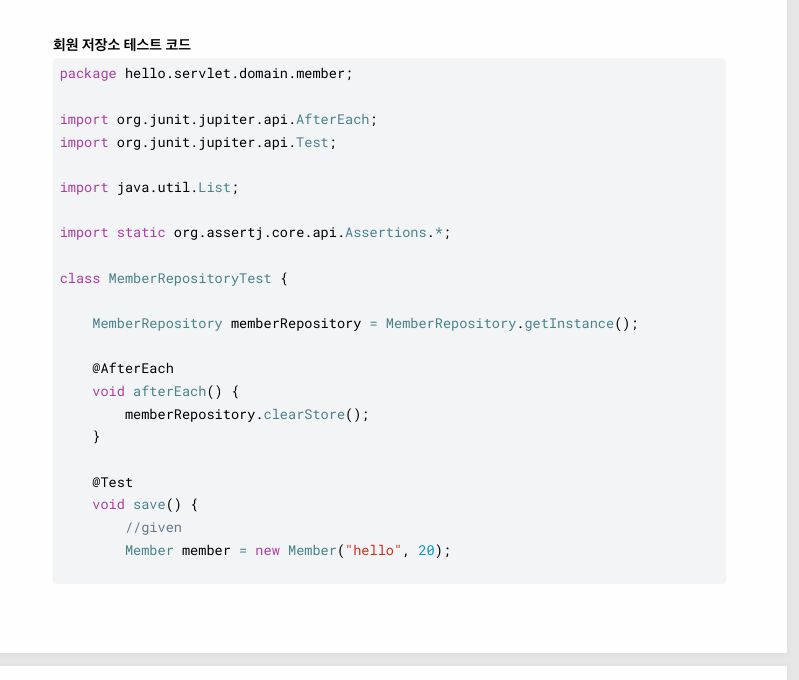 회원 저장소 테스트 코드
package hello.servlet.domain.member;
import org.junit.jupiter.api.AfterEach;
import org.junit.jupiter.api.Test;
import java.util.List;
import static org.assertj.core.api.Assertions.*;
class MemberRepositoryTest {
    MemberRepository memberRepository = MemberRepository.getInstance();
    @AfterEach
    void afterEach() {
        memberRepository.clearStore();
    }
    @Test
    void save() {
        //given
        Member member = new Member("hello", 20);